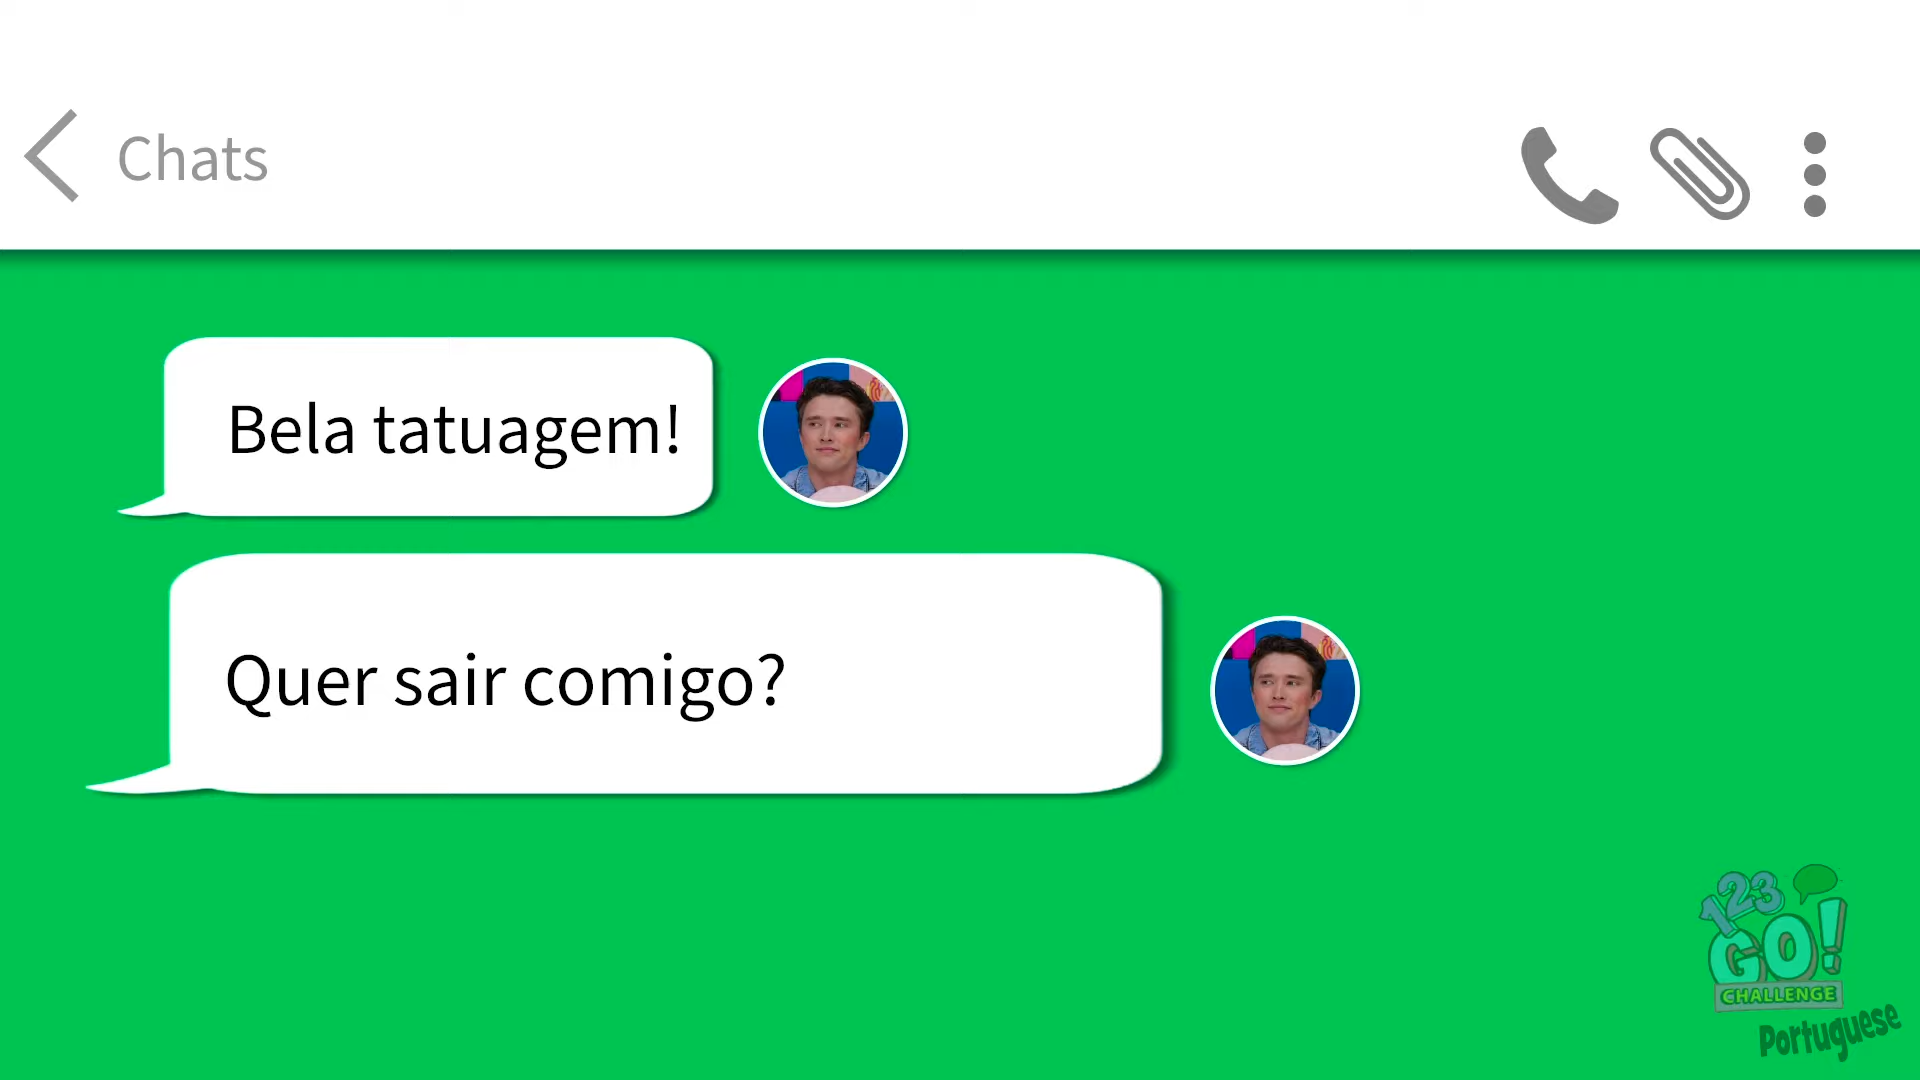 Chats
Bela tatuagem!
Quer sair comigo?
123
GO!
CHALLENGE
Portuguese